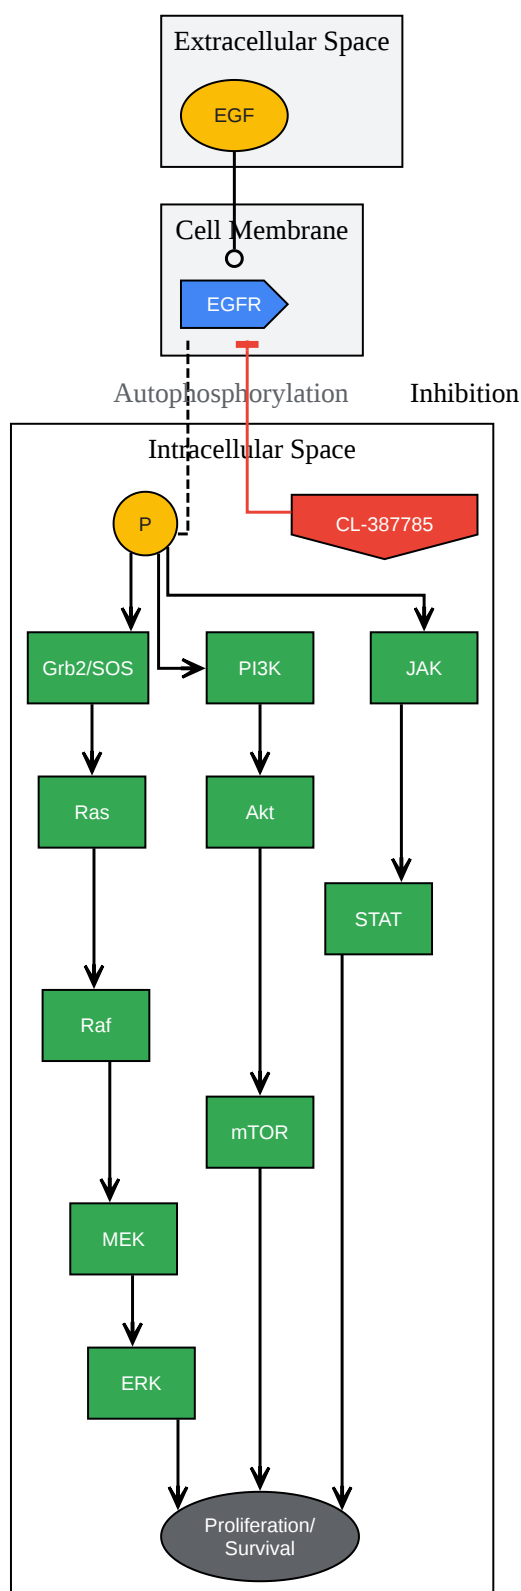 Extracellular Space
EGF
Cell Membrane
EGFR
Autophosphorylation
Inhibition
Intracellular Space
P
CL-387785
Grb2/SOS
PI3K
JAK
Ras
Akt
STAT
Raf
mTOR
MEK
ERK
Proliferation/
Survival